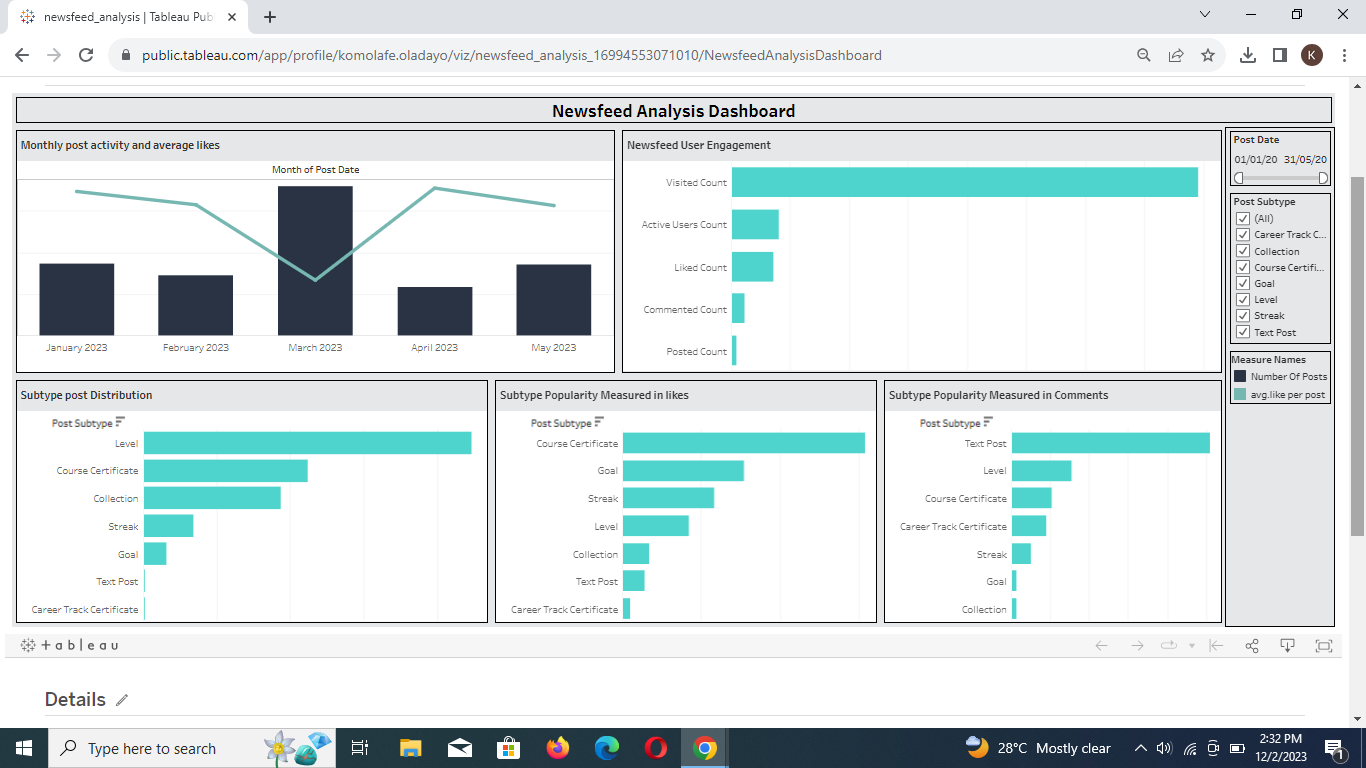 newsfeed_analysis | Tableau Pub
public.tableau.com/app/profile/komolafe.oladayo/viz/newsfeed_analysis_16994553071010/NewsfeedAnalysisDashboard
K
Newsfeed Analysis Dashboard
Monthly post activity and average likes
Month of Post Date
January 2023
February 2023
March 2023
April 2023
May 2023
Newsfeed User Engagement
Visited Count
Active Users Count
Liked Count
Commented Count
Posted Count
Post Date
01/01/20 31/05/20
Post Subtype
(All)
Career Track C...
Collection
Course Certifi...
Goal
Level
Streak
Text Post
Measure Names
Number Of Posts
avg.like per post
Subtype post Distribution
Post Subtype
Level
Course Certificate
Collection
Streak
Goal
Text Post
Career Track Certificate
Subtype Popularity Measured in likes
Post Subtype
Course Certificate
Goal
Streak
Level
Collection
Text Post
Career Track Certificate
Subtype Popularity Measured in Comments
Post Subtype
Text Post
Level
Course Certificate
Career Track Certificate
Streak
Goal
Collection
+ a b | e a u
Details
Type here to search
28°C Mostly clear
2:32 PM
12/2/2023
1